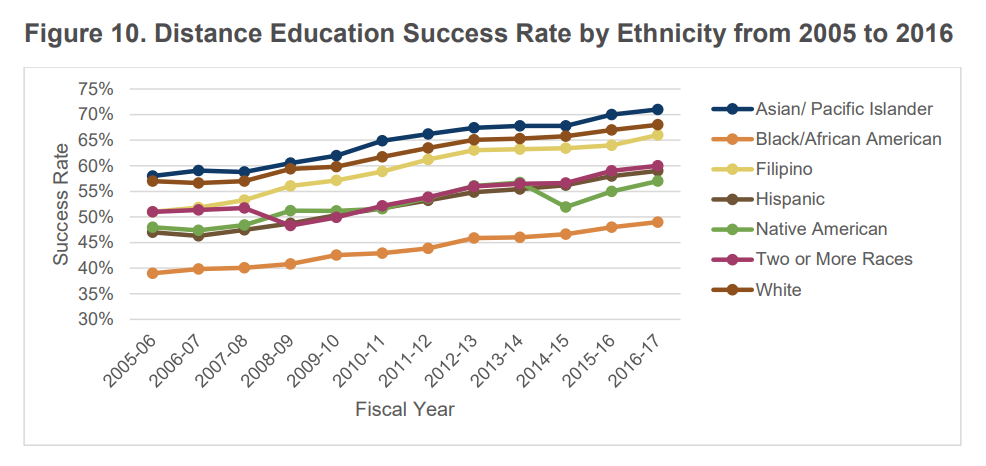 Figure 10. Distance Education Success Rate by Ethnicity from 2005 to 2016
75%
70%
65%
60%
55%
50%
45%
40%
35%
30%
Success Rate
2005-06
2006-07
2007-08
2008-09
2009-10
2010-11
2011-12
2012-13
2013-14
2014-15
2015-16
2016-17
Fiscal Year
Asian/ Pacific Islander
Black/African American
Filipino
Hispanic
Native American
Two or More Races
White